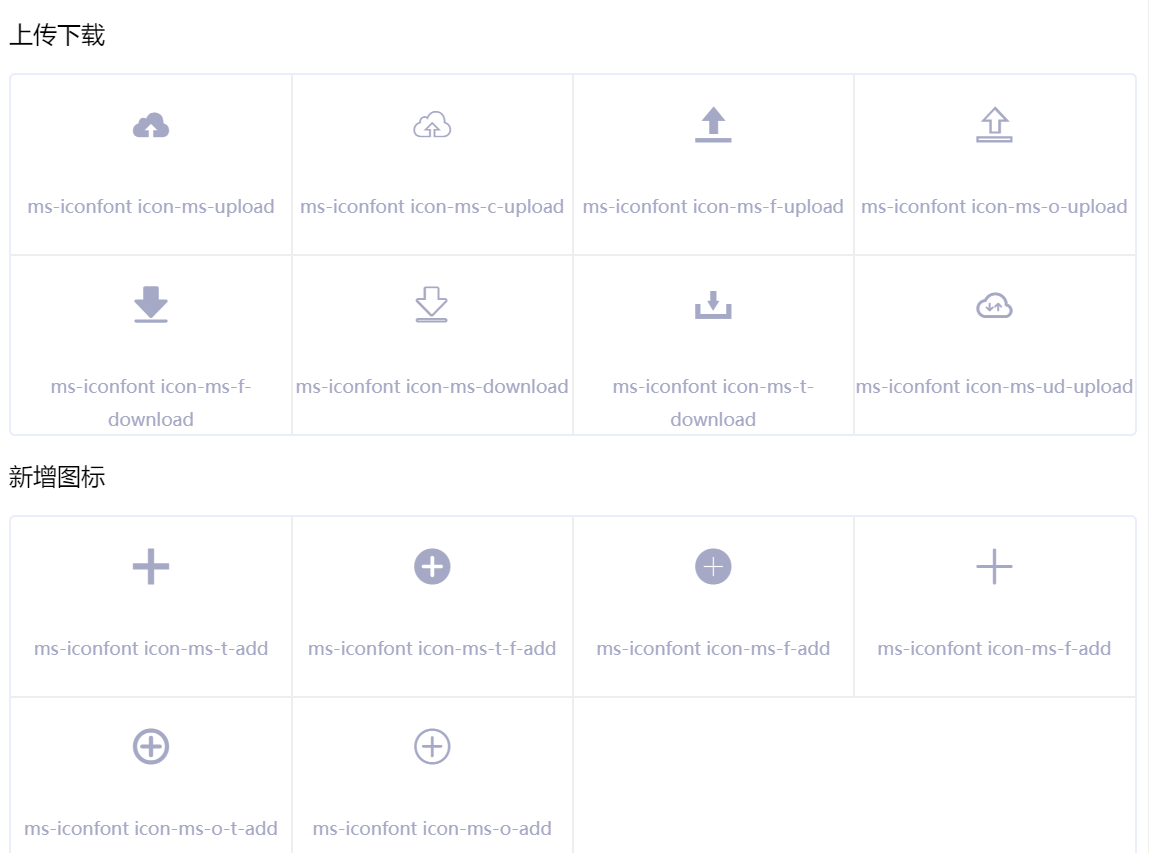 上传下载
ms-iconfont icon-ms-upload
ms-iconfont icon-ms-c-upload
ms-iconfont icon-ms-f-upload
ms-iconfont icon-ms-o-upload
ms-iconfont icon-ms-f-
download
ms-iconfont icon-ms-download
ms-iconfont icon-ms-t-
download
ms-iconfont icon-ms-ud-upload
新增图标
ms-iconfont icon-ms-t-add
ms-iconfont icon-ms-t-f-add
ms-iconfont icon-ms-f-add
ms-iconfont icon-ms-f-add
ms-iconfont icon-ms-o-t-add
ms-iconfont icon-ms-o-add